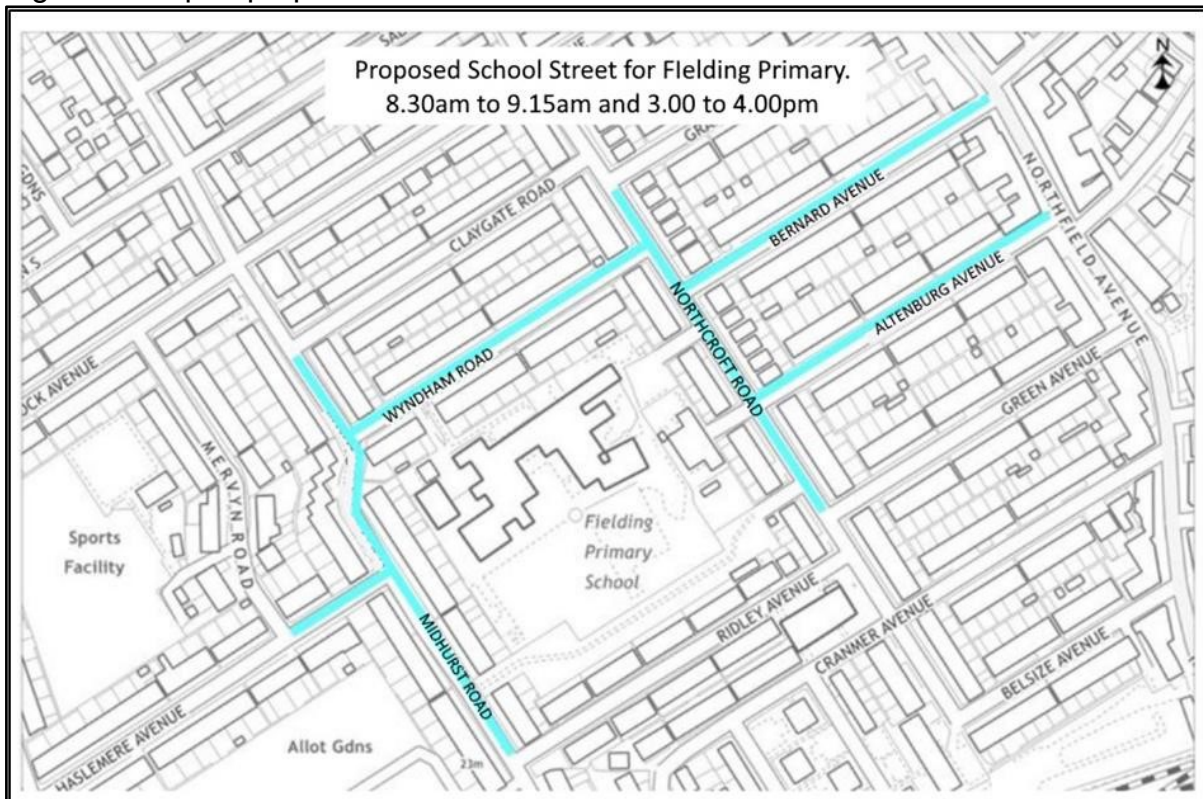 Proposed School Street for FIelding Primary.
8.30am to 9.15am and 3.00 to 4.00pm
N
GDNS
CLAYGATE ROAD
BERNARD AVENUE
NORTHFIELD AVENUE
ALTENBURG AVENUE
NORTHCROFT ROAD
WYNDHAM ROAD
GREEN AVENUE
MERVYN ROAD
Sports
Facility
Fielding
Primary
School
RIDLEY AVENUE
CRANMER AVENUE
BELSIZE AVENUE
MIDHURST ROAD
HASLEMERE AVENUE
Allot Gdns
23m